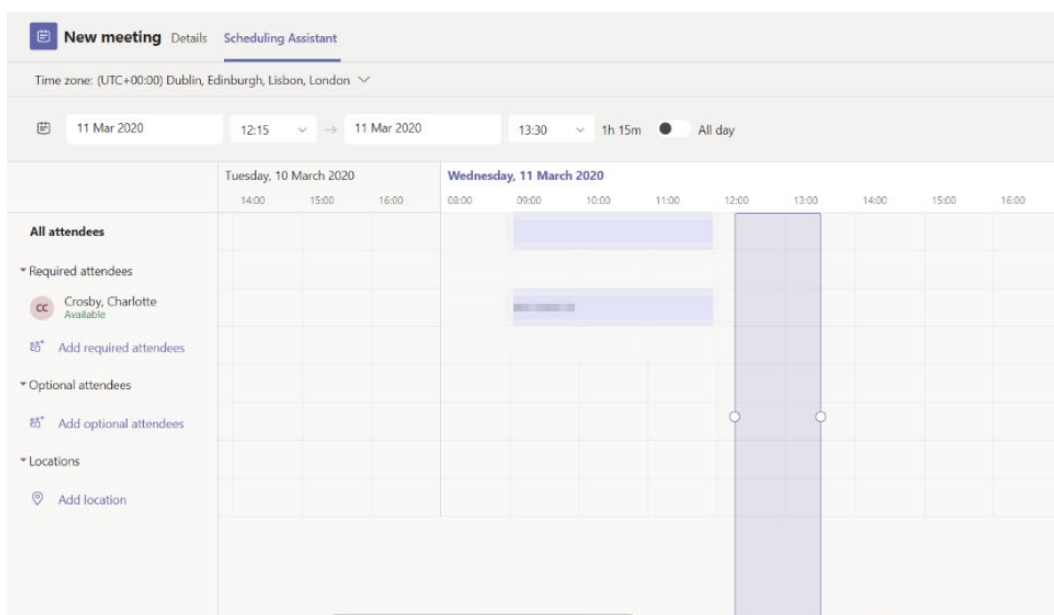 New meeting Details Scheduling Assistant
Time zone: (UTC+00:00) Dublin, Edinburgh, Lisbon, London
11 Mar 2020 12:15 → 11 Mar 2020 13:30 1h 15m All day
Tuesday, 10 March 2020 Wednesday, 11 March 2020
14:00 15:00 16:00 08:00 09:00 10:00 11:00 12:00 13:00 14:00 15:00 16:00
All attendees
Required attendees
CC Crosby, Charlotte
Available
Add required attendees
Optional attendees
Add optional attendees
Locations
Add location